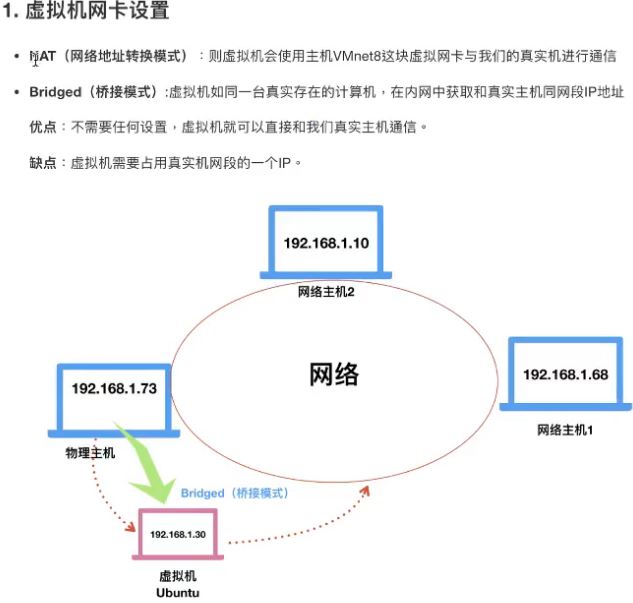 1. 虚拟机网卡设置
• NAT（网络地址转换模式）：则虚拟机会使用主机VMnet8这块虚拟网卡与我们的真实机进行通信
• Bridged（桥接模式）:虚拟机如同一台真实存在的计算机，在内网中获取和真实主机同网段IP地址
优点：不需要任何设置，虚拟机就可以直接和我们真实主机通信。
缺点：虚拟机需要占用真实机网段的一个IP。
192.168.1.10
网络主机2
网络
192.168.1.73
物理主机
192.168.1.68
网络主机1
Bridged（桥接模式）
192.168.1.30
虚拟机
Ubuntu